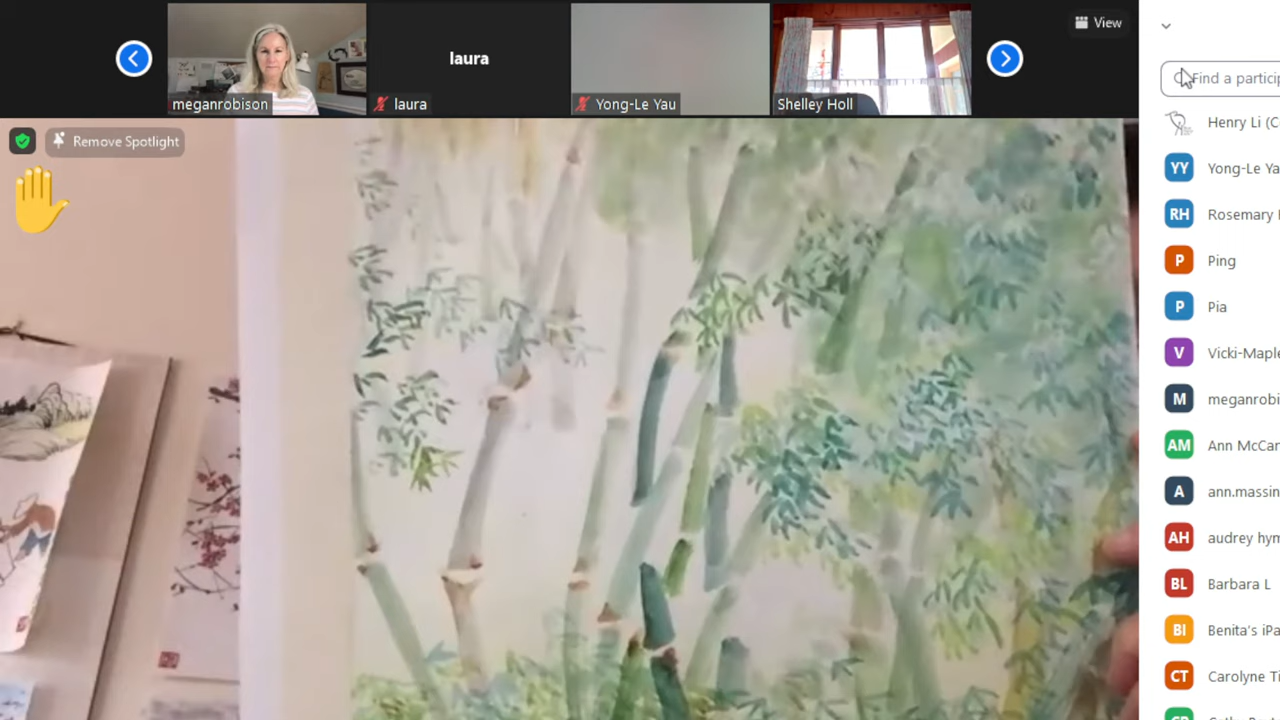 View
laura
meganrobison
laura
Yong-Le Yau
Shelley Holl
Remove Spotlight
Find a particip
Henry Li (C
YY
Yong-Le Ya
RH
Rosemary
P
Ping
P
Pia
V
Vicki-Maple
M
meganrobi
AM
Ann McCar
A
ann.massin
AH
audrey hym
BL
Barbara L
BI
Benita's iPa
CT
Carolyne Ti